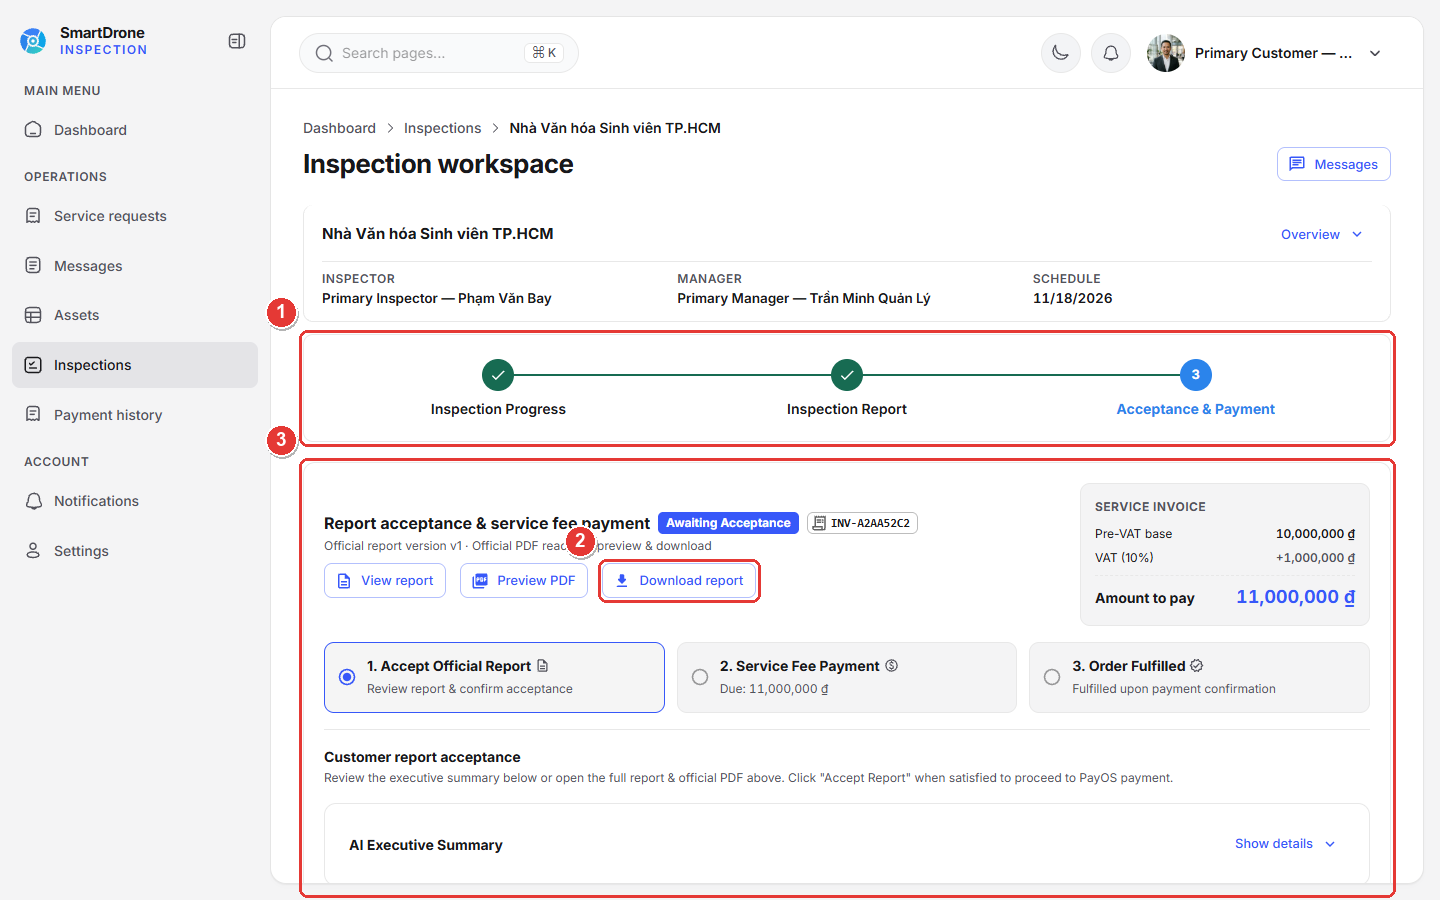 SmartDrone
INSPECTION
MAIN MENU
Dashboard
OPERATIONS
Service requests
Messages
Assets
Inspections
Payment history
ACCOUNT
Notifications
Settings
Search pages...
⌘ K
Primary Customer — ...
Dashboard > Inspections > Nhà Văn hóa Sinh viên TP.HCM
Inspection workspace
Messages
Nhà Văn hóa Sinh viên TP.HCM
Overview
INSPECTOR
Primary Inspector — Phạm Văn Bay
MANAGER
Primary Manager — Trần Minh Quản Lý
SCHEDULE
11/18/2026
1
Inspection Progress
Inspection Report
3
Acceptance & Payment
3
Report acceptance & service fee payment
Awaiting Acceptance
INV-A2AA52C2
Official report version v1 · Official PDF preview & download
2
View report
PDF
Preview PDF
Download report
SERVICE INVOICE
Pre-VAT base 10,000,000 ₫
VAT (10%) +1,000,000 ₫
Amount to pay 11,000,000 ₫
1. Accept Official Report
Review report & confirm acceptance
2. Service Fee Payment
Due: 11,000,000 ₫
3. Order Fulfilled
Fulfilled upon payment confirmation
Customer report acceptance
Review the executive summary below or open the full report & official PDF above. Click "Accept Report" when satisfied to proceed to PayOS payment.
AI Executive Summary
Show details